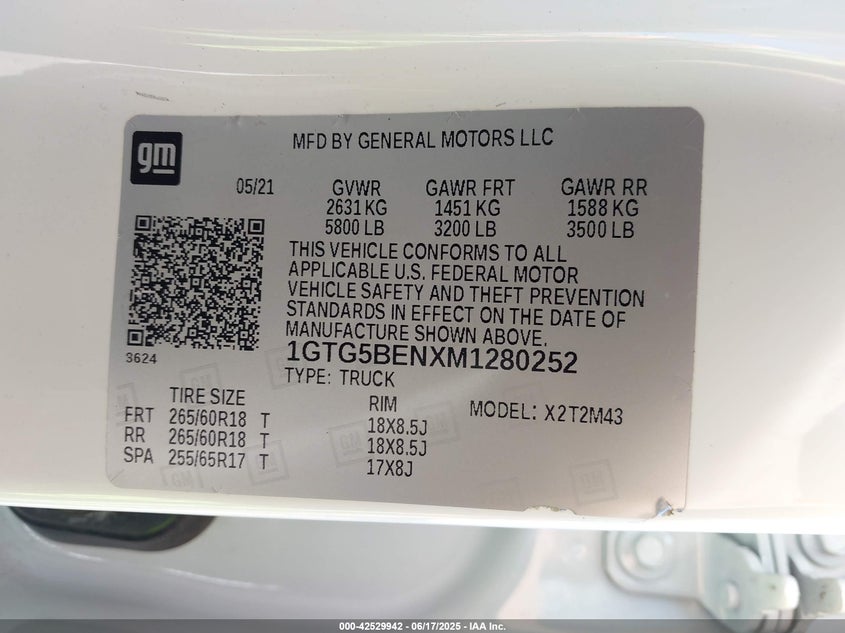 gm
MFD BY GENERAL MOTORS LLC
05/21 GVWR GAWR FRT GAWR RR
2631 KG 1451 KG 1588 KG
5800 LB 3200 LB 3500 LB
THIS VEHICLE CONFORMS TO ALL
APPLICABLE U.S. FEDERAL MOTOR
VEHICLE SAFETY AND THEFT PREVENTION
STANDARDS IN EFFECT ON THE DATE OF
MANUFACTURE SHOWN ABOVE.
3624
1GTG5BENXM1280252
TYPE: TRUCK
TIRE SIZE RIM MODEL: X2T2M43
FRT 265/60R18 T 18X8.5J
RR 265/60R18 T 18X8.5J
SPA 255/65R17 T 17X8J
GM GM GM GM
000-42529942 - 06/17/2025 - IAA Inc.